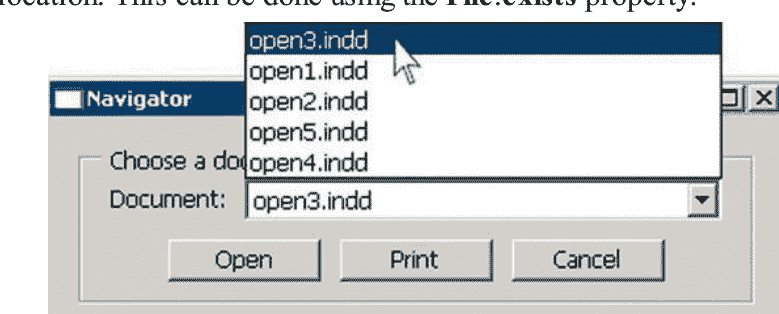 location. This can be done using the File.exists property.
open3.indd
open1.indd
Navigator
open2.indd
open5.indd
Choose a do
open4.indd
Document: open3.indd
Open Print Cancel